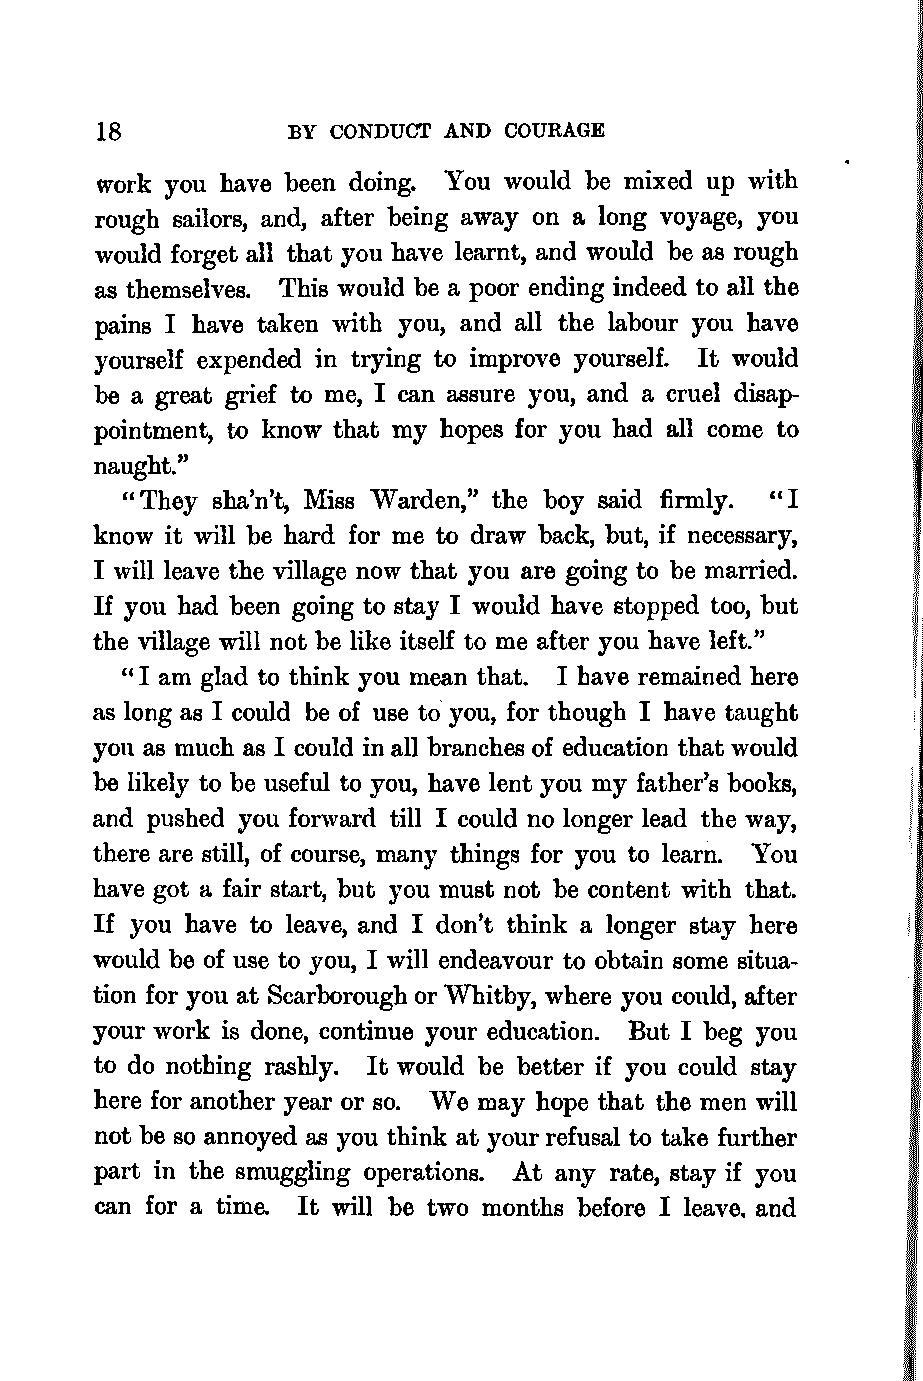 18 BY CONDUCT AND COURAGE
work you have been doing. You would be mixed up with
rough sailors, and, after being away on a long voyage, you
would forget all that you have learnt, and would be as rough
as themselves. This would be a poor ending indeed to all the
pains I have taken with you, and all the labour you have
yourself expended in trying to improve yourself. It would
be a great grief to me, I can assure you, and a cruel disap-
pointment, to know that my hopes for you had all come to
naught."
"They sha'n't, Miss Warden," the boy said firmly. "I
know it will be hard for me to draw back, but, if necessary,
I will leave the village now that you are going to be married.
If you had been going to stay I would have stopped too, but
the village will not be like itself to me after you have left."
"I am glad to think you mean that. I have remained here
as long as I could be of use to you, for though I have taught
you as much as I could in all branches of education that would
be likely to be useful to you, have lent you my father's books,
and pushed you forward till I could no longer lead the way,
there are still, of course, many things for you to learn. You
have got a fair start, but you must not be content with that.
If you have to leave, and I don't think a longer stay here
would be of use to you, I will endeavour to obtain some situa-
tion for you at Scarborough or Whitby, where you could, after
your work is done, continue your education. But I beg you
to do nothing rashly. It would be better if you could stay
here for another year or so. We may hope that the men will
not be so annoyed as you think at your refusal to take further
part in the smuggling operations. At any rate, stay if you
can for a time. It will be two months before I leave, and